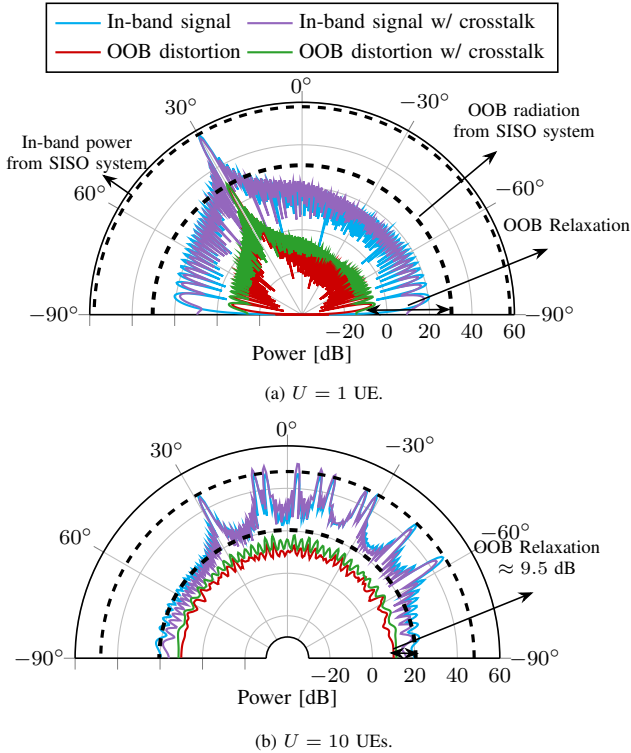 In-band signal
In-band signal w/ crosstalk
OOB distortion
OOB distortion w/ crosstalk
0°
30°
−30°
In-band power
from SISO system
OOB radiation
from SISO system
60°
−60°
OOB Relaxation
−90°
−90°
−20 0 20 40 60
Power [dB]
(a) U = 1 UE.
0°
30°
−30°
60°
−60°
OOB Relaxation
≈ 9.5 dB
−90°
−90°
−20 0 20 40 60
Power [dB]
(b) U = 10 UEs.